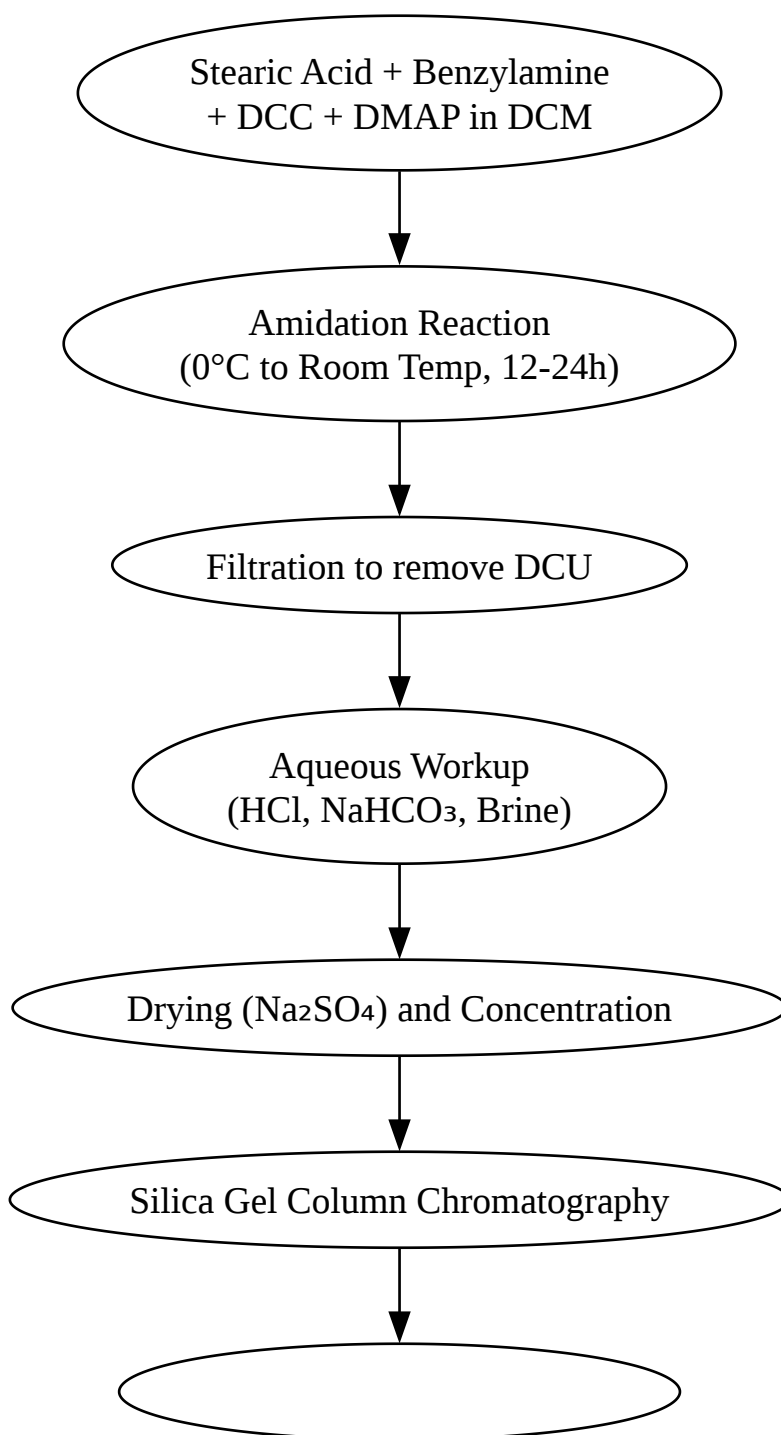 Stearic Acid + Benzylamine
+ DCC + DMAP in DCM
Amidation Reaction
(0°C to Room Temp, 12-24h)
Filtration to remove DCU
Aqueous Workup
(HCl, NaHCO₃, Brine)
Drying (Na₂SO₄) and Concentration
Silica Gel Column Chromatography